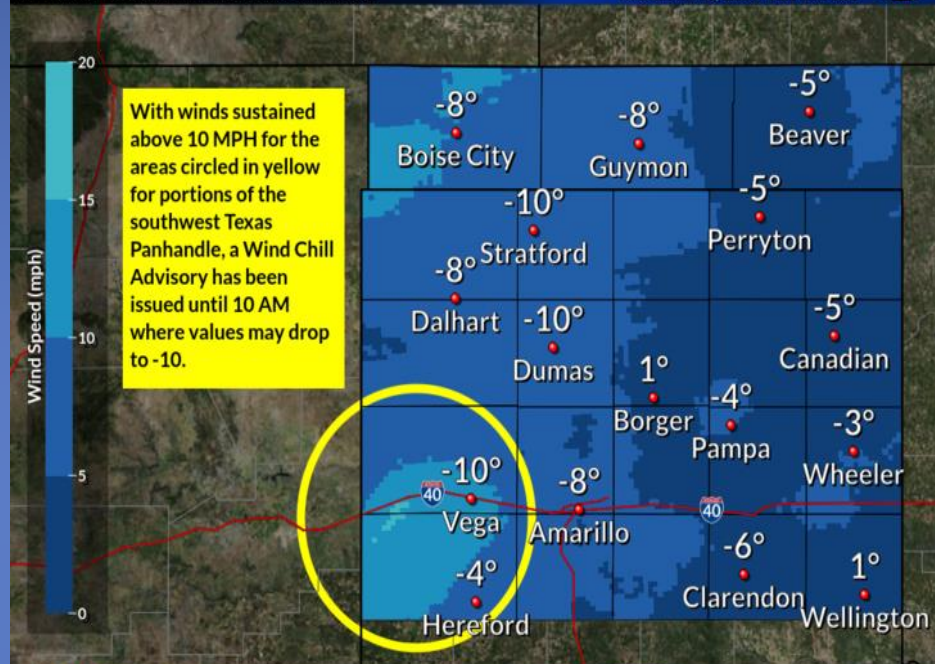 20
15
10
5
0
Wind Speed (mph)
With winds sustained
above 10 MPH for the
areas circled in yellow
for portions of the
southwest Texas
Panhandle, a Wind Chill
Advisory has been
issued until 10 AM
where values may drop
to -10.
-8°
Boise City
-8°
Guymon
-5°
Beaver
-10°
Stratford
-5°
Perryton
-8°
Dalhart
-10°
Dumas
-5°
Canadian
1°
Borger
-4°
Pampa
-3°
Wheeler
40
-10°
Vega
-8°
Amarillo
40
-4°
Hereford
-6°
Clarendon
1°
Wellington